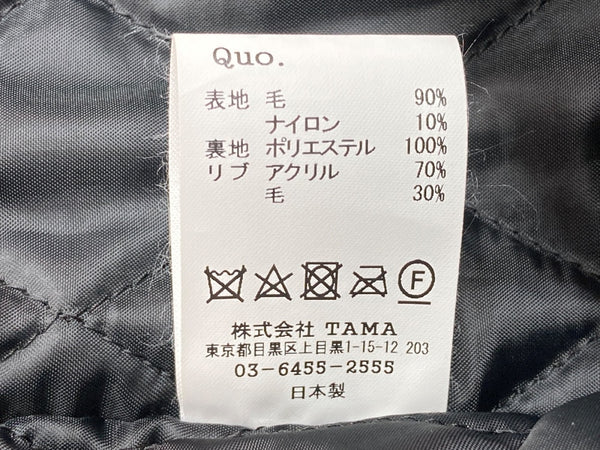 Quo.
表地 毛 90%
ナイロン 10%
裏地 ポリエステル 100%
リブ アクリル 70%
毛 30%
F
株式会社 TAMA
東京都目黒区上目黒1-15-12 203
03-6455-2555
日本製